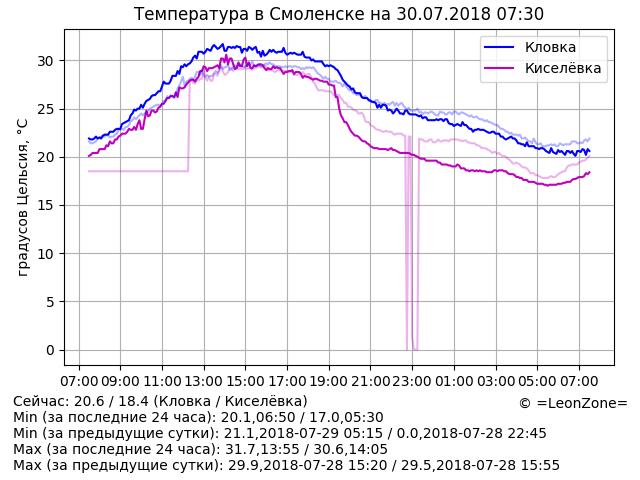 Температура в Смоленске на 30.07.2018 07:30
Кловка
Киселёвка
градусов Цельсия, °C
30
25
20
15
10
5
0
07:00 09:00 11:00 13:00 15:00 17:00 19:00 21:00 23:00 01:00 03:00 05:00 07:00
Сейчас: 20.6 / 18.4 (Кловка / Киселёвка)
© =LeonZone=
Min (за последние 24 часа): 20.1,06:50 / 17.0,05:30
Min (за предыдущие сутки): 21.1,2018-07-29 05:15 / 0.0,2018-07-28 22:45
Max (за последние 24 часа): 31.7,13:55 / 30.6,14:05
Max (за предыдущие сутки): 29.9,2018-07-28 15:20 / 29.5,2018-07-28 15:55